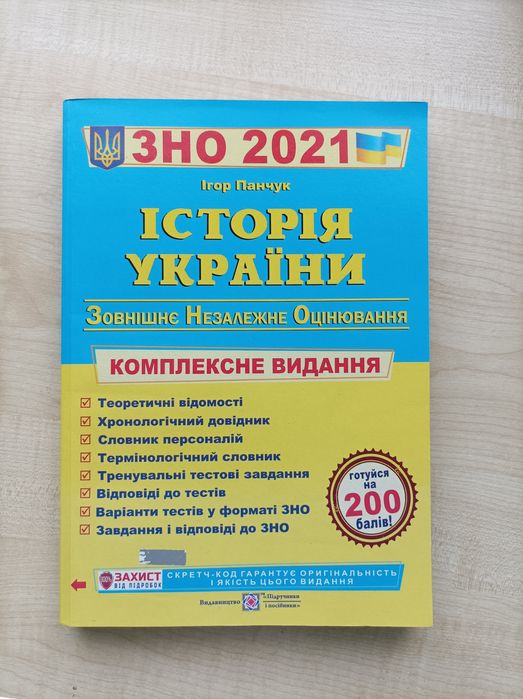 ЗНО 2021
Ігор Панчук
ІСТОРІЯ
УКРАЇНИ
Зовнішнє Незалежне Оцінювання
КОМПЛЕКСНЕ ВИДАННЯ
Теоретичні відомості
Хронологічний довідник
Словник персоналій
Термінологічний словник
Тренувальні тестові завдання
Відповіді до тестів
Варіанти тестів у форматі ЗНО
Завдання і відповіді до ЗНО
готуйся
на
200
балів!
100%
ЗАХИСТ
ВІД ПІДРОБОК
СКРЕТЧ-КОД ГАРАНТУЄ ОРИГІНАЛЬНІСТЬ
І ЯКІСТЬ ЦЬОГО ВИДАННЯ
Видавництво «Підручники
і посібники»